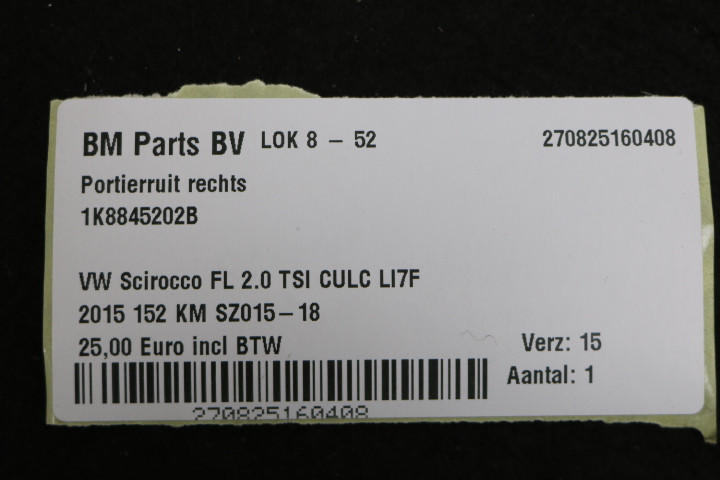 BM Parts BV LOK 8 - 52 270825160408
Portierruit rechts
1K8845202B
VW Scirocco FL 2.0 TSI CULC LI7F
2015 152 KM SZ015-18
25,00 Euro incl BTW Verz: 15
Aantal: 1
270825160408